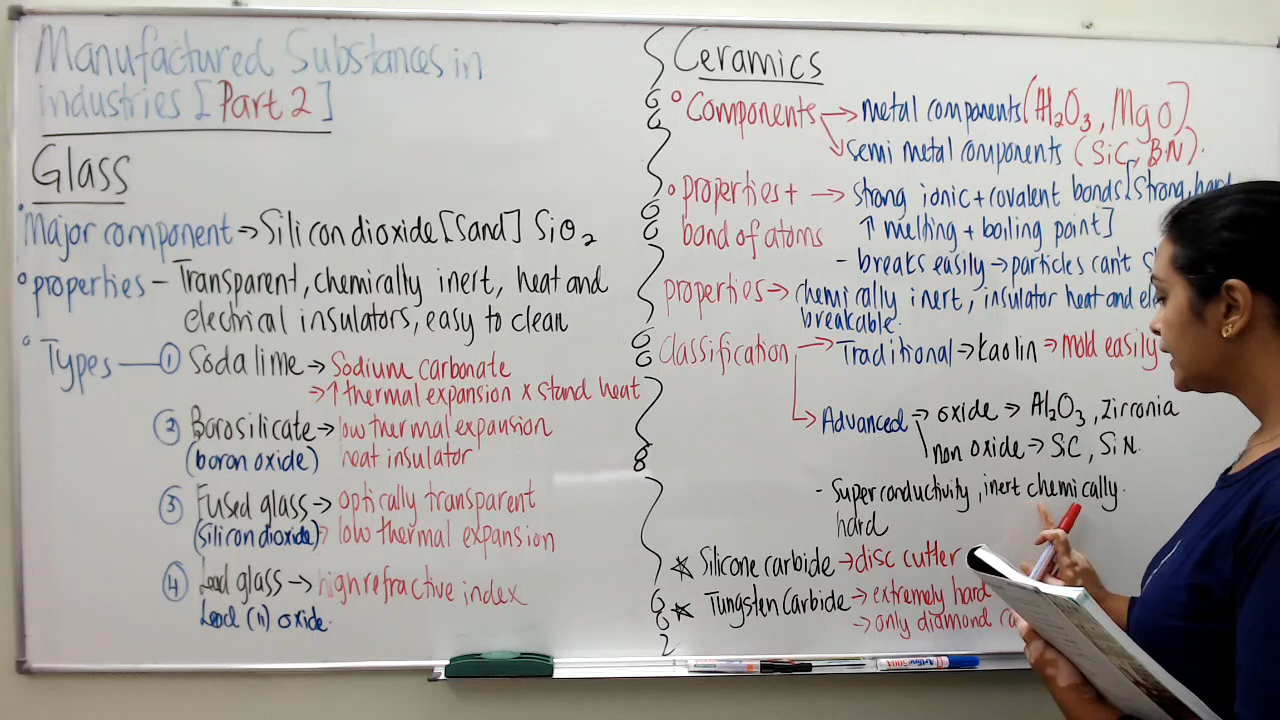 Manufactured Substances in
industries [Part 2]
Glass
Major component → Silicon dioxide [Sand] SiO2
properties - Transparent, chemically inert, heat and
electrical insulators, easy to clean
Types ① Soda lime → Sodium carbonate
→ ↑ thermal expansion x stand heat
② Borosilicate → low thermal expansion
(boron oxide) heat insulator
③ Fused glass → optically transparent
(silicon dioxide) → low thermal expansion
④ Lead glass → high refractive index
Lead (II) oxide.
Ceramics
Components → metal components (Al2O3, MgO)
↘ semi metal components (SiC, BN).
properties + → strong ionic + covalent bonds [strong, hard
bond of atoms ↑ melting + boiling point]
- breaks easily → particles can't
properties → chemically inert, insulator heat and
breakable.
Classification → Traditional → kaolin → mold easily
Advanced → oxide → Al2O3, zirconia
non oxide → SiC, SiN.
- Superconductivity, inert chemically.
hard
★ Silicone carbide → disc cutter
★ Tungsten Carbide → extremely hard
→ only diamond
Artline 500A